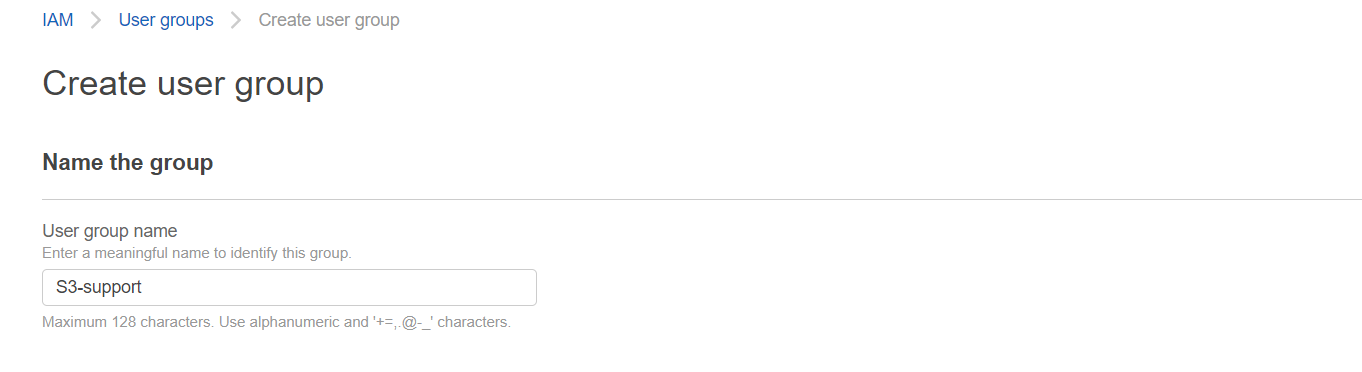 IAM > User groups > Create user group
Create user group
Name the group
User group name
Enter a meaningful name to identify this group.
S3-support
Maximum 128 characters. Use alphanumeric and '+=,.@-_' characters.